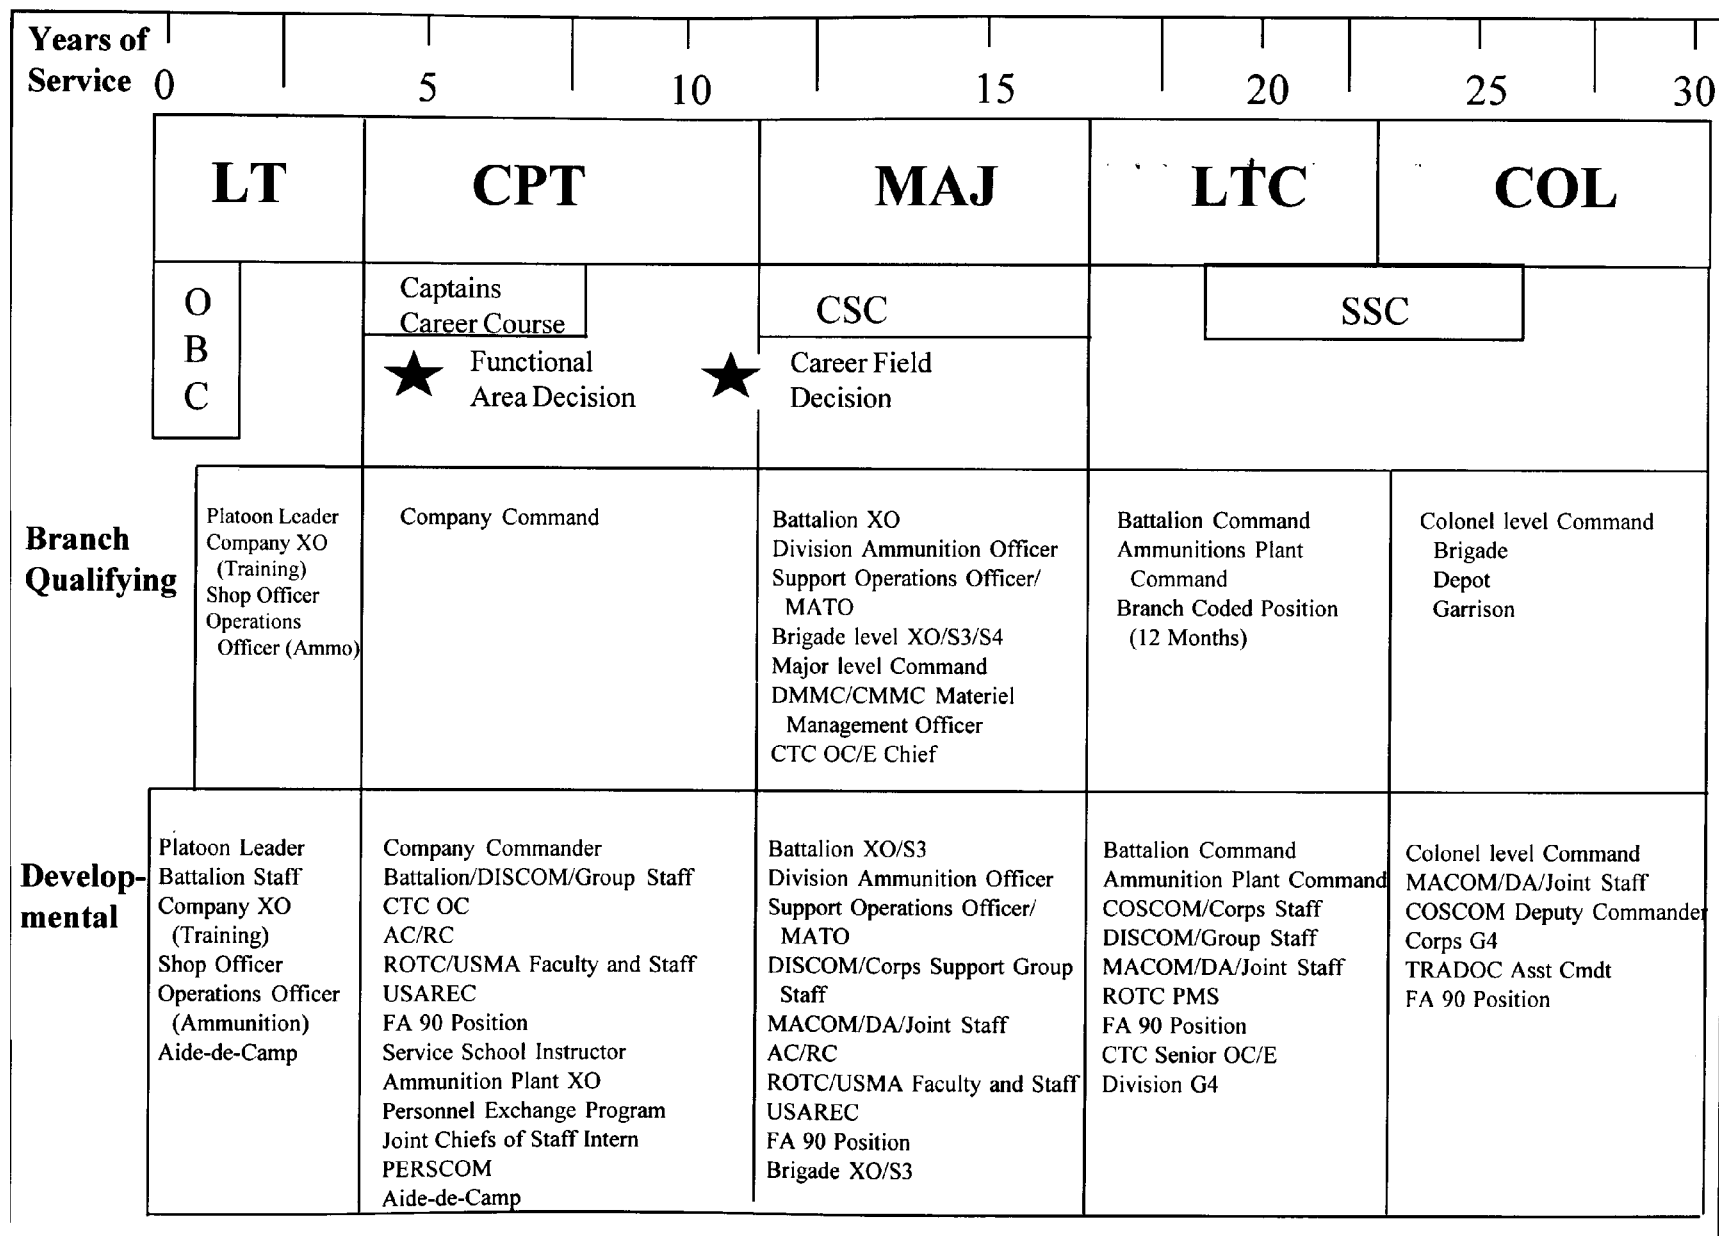 Years of
Service 0 5 10 15 20 25 30
LT CPT MAJ LTC COL
O
B
C
Captains
Career Course
CSC
SSC
Functional
Area Decision
Career Field
Decision
Branch
Qualifying
Platoon Leader
Company XO
(Training)
Shop Officer
Operations
Officer (Ammo)
Company Command
Battalion XO
Division Ammunition Officer
Support Operations Officer/
MATO
Brigade level XO/S3/S4
Major level Command
DMMC/CMMC Materiel
Management Officer
CTC OC/E Chief
Battalion Command
Ammunitions Plant
Command
Branch Coded Position
(12 Months)
Colonel level Command
Brigade
Depot
Garrison
Develop-
mental
Platoon Leader
Battalion Staff
Company XO
(Training)
Shop Officer
Operations Officer
(Ammunition)
Aide-de-Camp
Company Commander
Battalion/DISCOM/Group Staff
CTC OC
AC/RC
ROTC/USMA Faculty and Staff
USAREC
FA 90 Position
Service School Instructor
Ammunition Plant XO
Personnel Exchange Program
Joint Chiefs of Staff Intern
PERSCOM
Aide-de-Camp
Battalion XO/S3
Division Ammunition Officer
Support Operations Officer/
MATO
DISCOM/Corps Support Group
Staff
MACOM/DA/Joint Staff
AC/RC
ROTC/USMA Faculty and Staff
USAREC
FA 90 Position
Brigade XO/S3
Battalion Command
Ammunition Plant Command
COSCOM/Corps Staff
DISCOM/Group Staff
MACOM/DA/Joint Staff
ROTC PMS
FA 90 Position
CTC Senior OC/E
Division G4
Colonel level Command
MACOM/DA/Joint Staff
COSCOM Deputy Commander
Corps G4
TRADOC Asst Cmdt
FA 90 Position